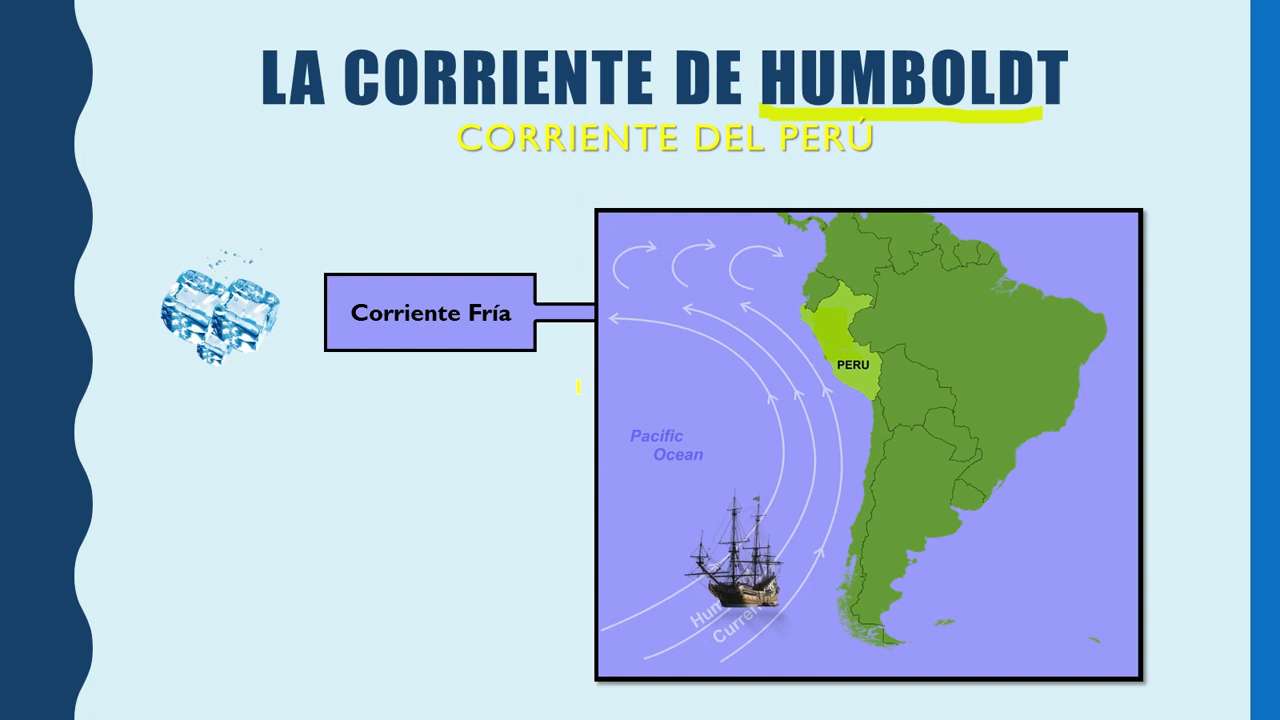 LA CORRIENTE DE HUMBOLDT
CORRIENTE DEL PERÚ
Corriente Fría
PERU
Pacific
Ocean